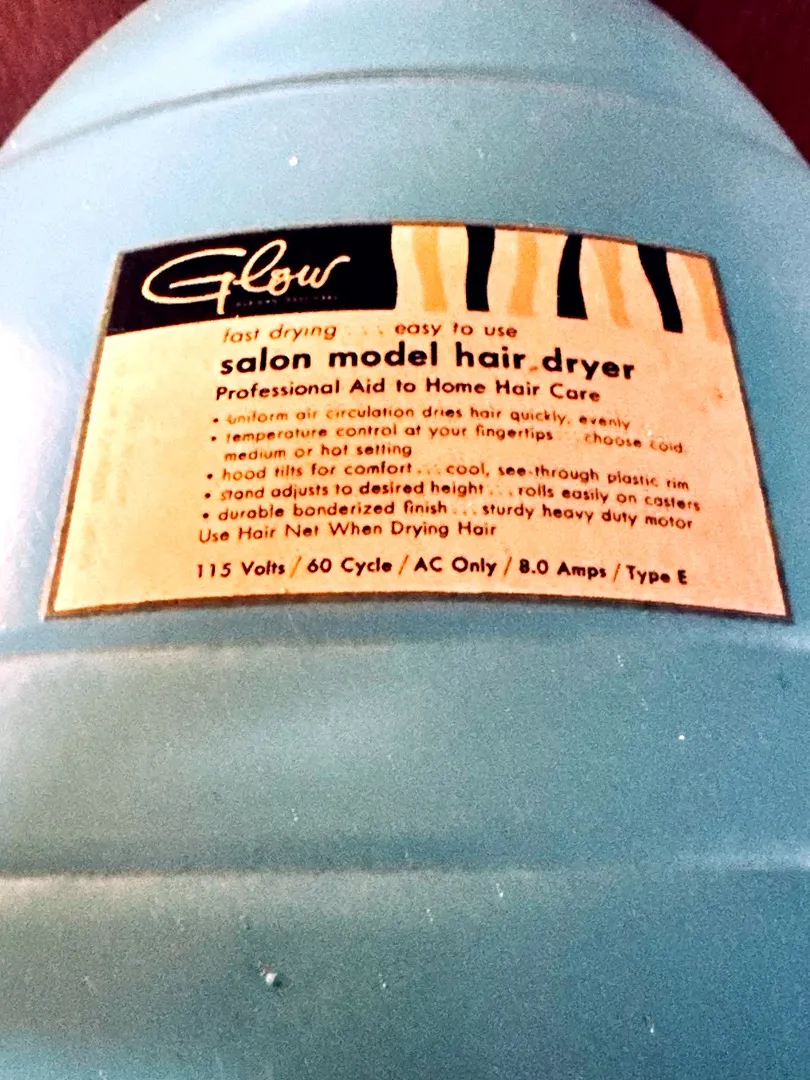 Glow
fast drying . . . easy to use
salon model hair dryer
Professional Aid to Home Hair Care
• uniform air circulation dries hair quickly, evenly
• temperature control at your fingertips . . . choose cold,
medium or hot setting
• hood tilts for comfort . . . cool, see-through plastic rim
• stand adjusts to desired height . . . rolls easily on casters
• durable bonderized finish . . . sturdy heavy duty motor
Use Hair Net When Drying Hair
115 Volts / 60 Cycle / AC Only / 8.0 Amps / Type E